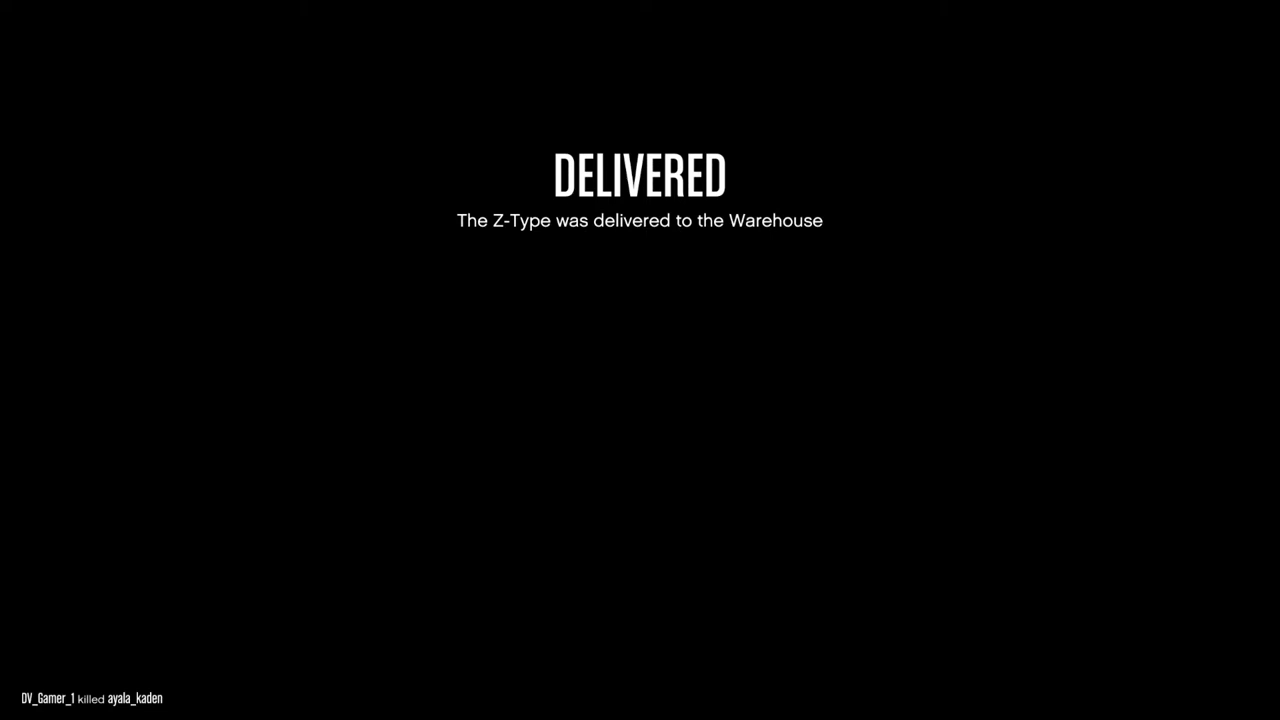 DELIVERED
The Z-Type was delivered to the Warehouse
DV_Gamer_1 killed ayala_kaden